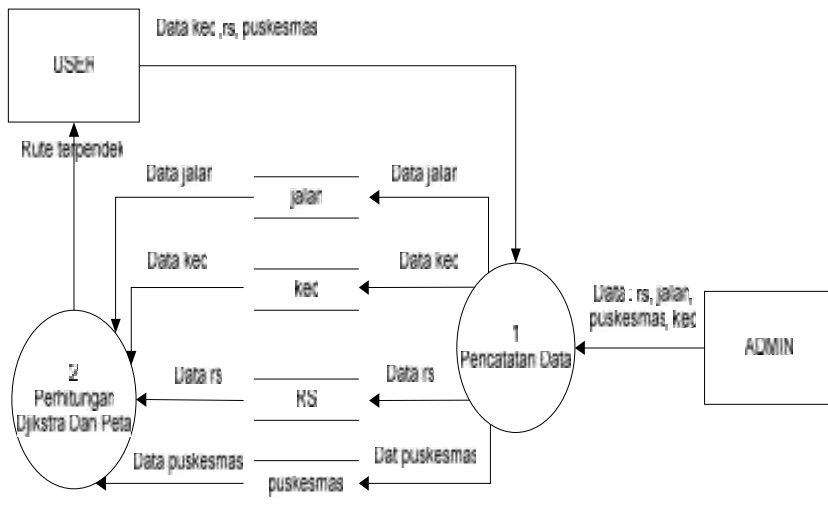 Data kec ,rs, puskesmas
USER
Rute terpendek
Data jalan
Data jalan
jalan
Data kec
Data kec
kec
Data : rs, jalan,
puskesmas, kec
ADMIN
1
Pencatatan Data
2
Perhitungan
Djikstra Dan Peta
Data rs
Data rs
RS
Data puskesmas
Dat puskesmas
puskesmas